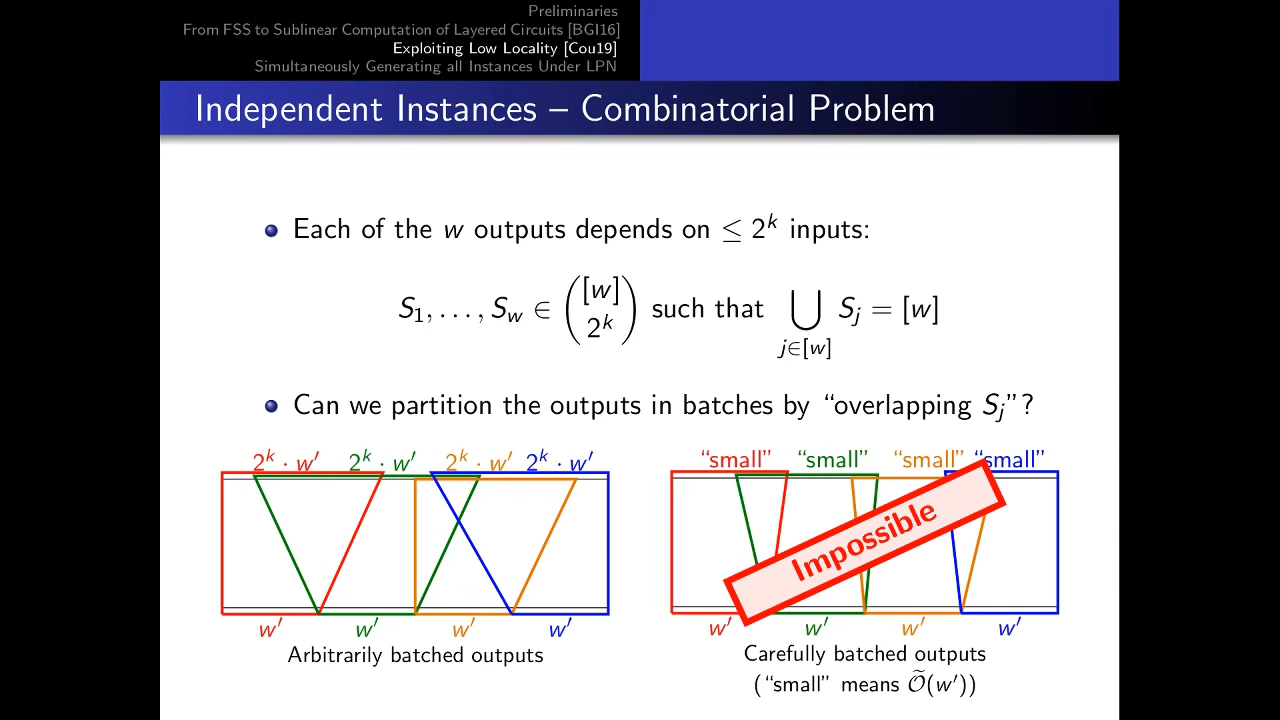 Preliminaries
From FSS to Sublinear Computation of Layered Circuits [BGI16]
Exploiting Low Locality [Cou19]
Simultaneously Generating all Instances Under LPN
Independent Instances – Combinatorial Problem
Each of the w outputs depends on ≤ 2^k inputs:
S_1, . . . , S_w ∈ ([w] 2^k) such that ⋃_{j∈[w]} S_j = [w]
Can we partition the outputs in batches by “overlapping S_j”?
2^k · w′ 2^k · w′ 2^k · w′ 2^k · w′
w′ w′ w′ w′
Arbitrarily batched outputs
“small” “small” “small” “small”
Impossible
w′ w′ w′ w′
Carefully batched outputs
(“small” means Õ(w′))